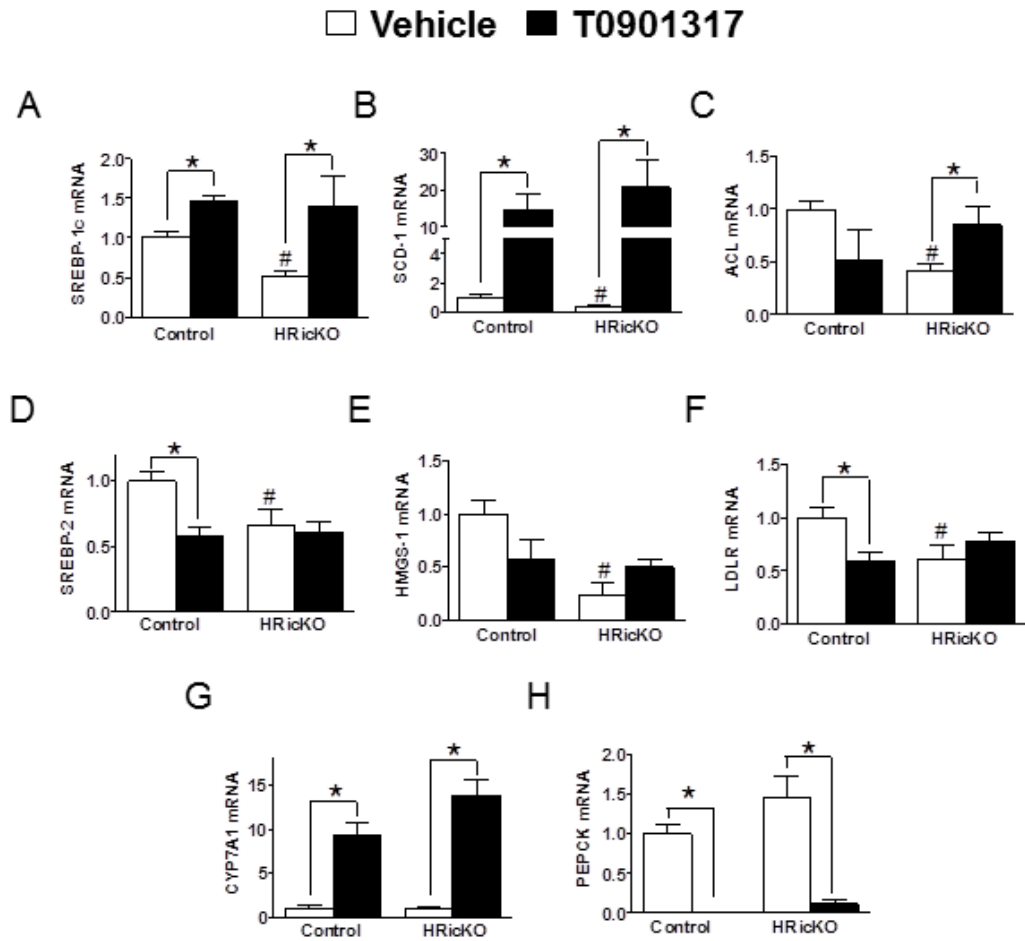 Vehicle T0901317
A
SREBP-1c mRNA
2.0
1.5
1.0
0.5
0.0
*
*
#
Control HRicKO
B
SCD-1 mRNA
30
20
10
4
2
0
*
*
#
Control HRicKO
C
ACL mRNA
1.5
1.0
0.5
0.0
*
#
Control HRicKO
D
SREBP-2 mRNA
1.0
0.5
0.0
*
#
Control HRicKO
E
HMGS-1 mRNA
1.5
1.0
0.5
0.0
#
Control HRicKO
F
LDLR mRNA
1.5
1.0
0.5
0.0
*
#
Control HRicKO
G
CYP7A1 mRNA
15
10
5
0
*
*
Control HRicKO
H
PEPCK mRNA
2.0
1.5
1.0
0.5
0.0
*
*
Control HRicKO